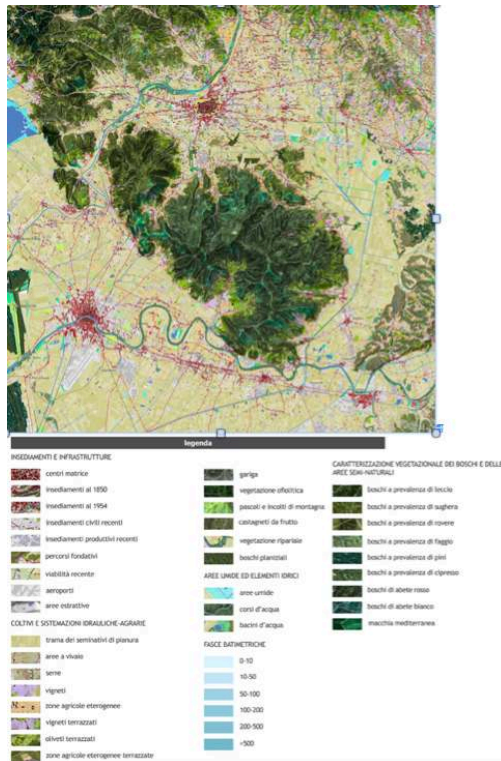 legenda
INSEDIAMENTI E INFRASTRUTTURE
centri matrice
insediamenti al 1850
insediamenti al 1954
insediamenti civili recenti
insediamenti produttivi recenti
percorsi fondativi
viabilità recente
aeroporti
aree estrattive
COLTIVI E SISTEMAZIONI IDRAULICHE-AGRARIE
trama dei seminativi di pianura
aree a vivaio
serre
vigneti
zone agricole eterogenee
vigneti terrazzati
oliveti terrazzati
zone agricole eterogenee terrazzate
gariga
vegetazione ofiolitica
pascoli e incolti di montagna
castagneti da frutto
vegetazione ripariale
boschi planiziali
AREE UMIDE ED ELEMENTI IDRICI
aree umide
corsi d'acqua
bacini d'acqua
FASCE BATIMETRICHE
0-10
10-50
50-100
100-200
200-500
>500
CARATTERIZZAZIONE VEGETAZIONALE DEI BOSCHI E DELLE
AREE SEMI-NATURALI
boschi a prevalenza di leccio
boschi a prevalenza di sughera
boschi a prevalenza di rovere
boschi a prevalenza di faggio
boschi a prevalenza di pini
boschi a prevalenza di cipresso
boschi di abete rosso
boschi di abete bianco
macchia mediterranea